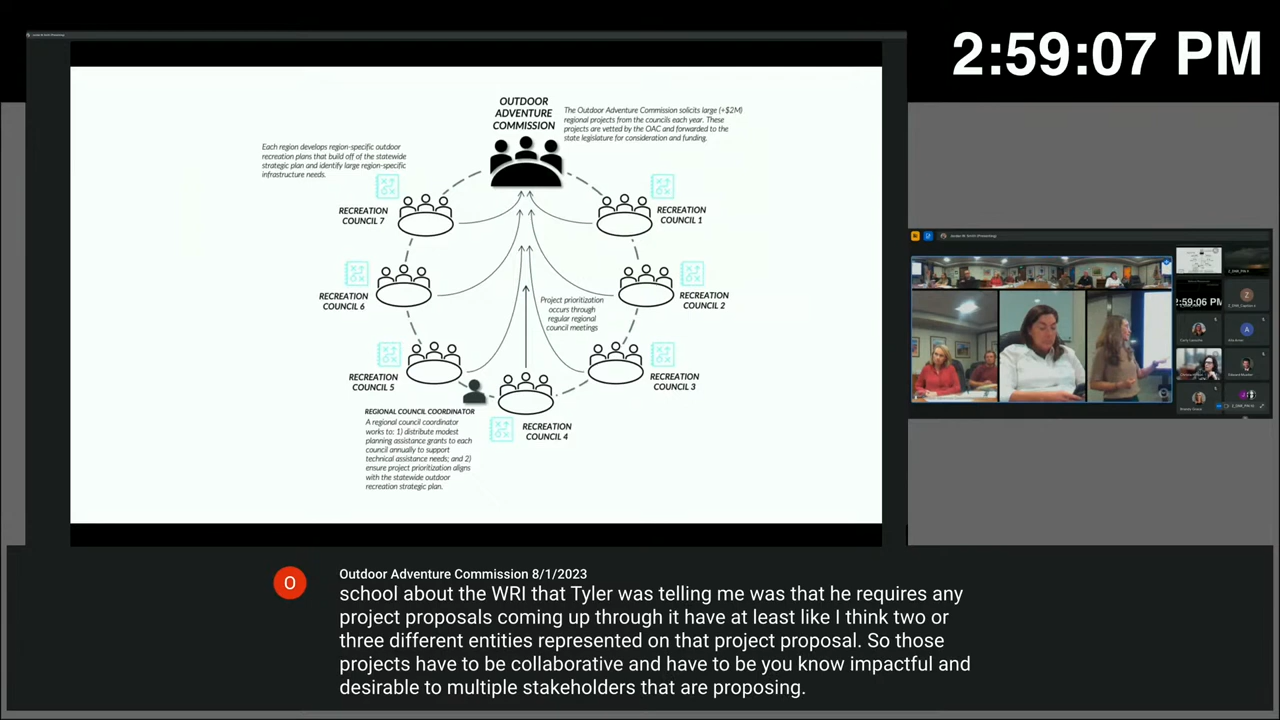 2:59:07 PM
OUTDOOR
ADVENTURE
COMMISSION
The Outdoor Adventure Commission solicits large (+$2M)
regional projects from the councils each year. These
projects are vetted by the OAC and forwarded to the
state legislature for consideration and funding.
Each region develops region-specific outdoor
recreation plans that build off of the statewide
strategic plan and identify large region-specific
infrastructure needs.
RECREATION
COUNCIL 7
RECREATION
COUNCIL 1
RECREATION
COUNCIL 6
RECREATION
COUNCIL 2
Project prioritization
occurs through
regular regional
council meetings
RECREATION
COUNCIL 5
RECREATION
COUNCIL 3
REGIONAL COUNCIL COORDINATOR
A regional council coordinator
works to: 1) distribute modest
planning assistance grants to each
council annually to support
technical assistance needs; and 2)
ensure project prioritization aligns
with the statewide outdoor
recreation strategic plan.
RECREATION
COUNCIL 4
2:59:06 PM
Z
A
O
Outdoor Adventure Commission 8/1/2023
school about the WRI that Tyler was telling me was that he requires any
project proposals coming up through it have at least like I think two or
three different entities represented on that project proposal. So those
projects have to be collaborative and have to be you know impactful and
desirable to multiple stakeholders that are proposing.